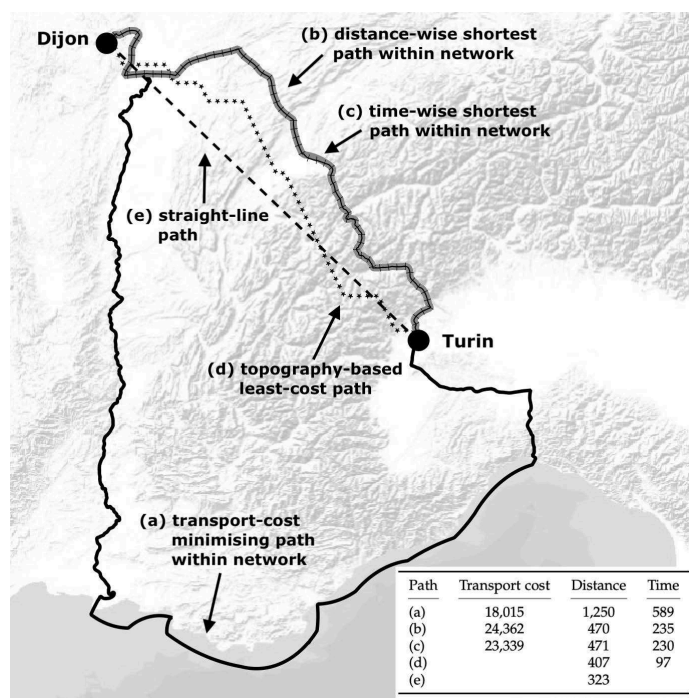 Dijon
(b) distance-wise shortest
path within network
(c) time-wise shortest
path within network
(e) straight-line
path
Turin
(d) topography-based
least-cost path
(a) transport-cost
minimising path
within network
Path Transport cost Distance Time
(a) 18,015 1,250 589
(b) 24,362 470 235
(c) 23,339 471 230
(d) 407 97
(e) 323